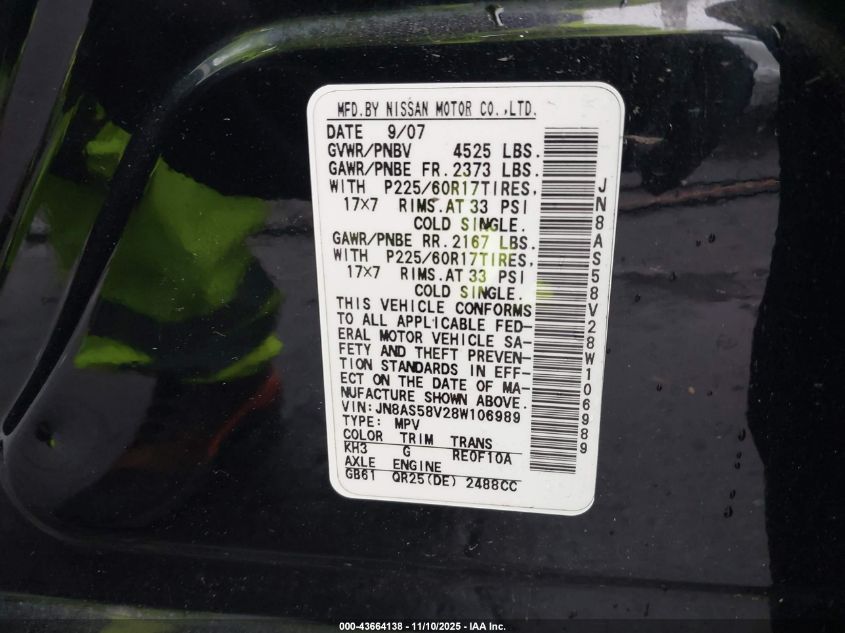 MFD.BY NISSAN MOTOR CO.,LTD.
DATE 9/07
GVWR/PNBV 4525 LBS.
GAWR/PNBE FR.2373 LBS.
WITH P225/60R17TIRES,
17×7 RIMS.AT 33 PSI
COLD SINGLE.
GAWR/PNBE RR.2167 LBS.
WITH P225/60R17TIRES,
17×7 RIMS.AT 33 PSI
COLD SINGLE.
THIS VEHICLE CONFORMS
TO ALL APPLICABLE FED-
ERAL MOTOR VEHICLE SA-
FETY AND THEFT PREVEN-
TION STANDARDS IN EFF-
ECT ON THE DATE OF MA-
NUFACTURE SHOWN ABOVE.
VIN:JN8AS58V28W106989
TYPE: MPV
COLOR TRIM TRANS
KH3 G RE0F10A
AXLE ENGINE
GB61 QR25(DE) 2488CC
JN8AS58V28W106989
000-43664138 - 11/10/2025 - IAA Inc.